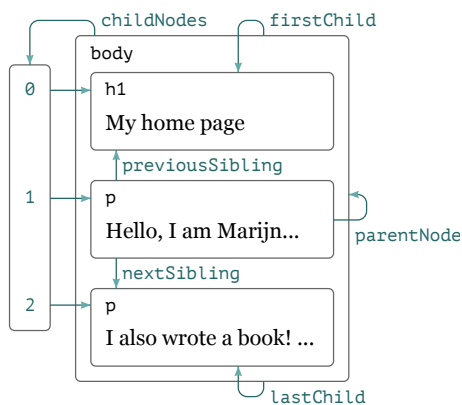 childNodes firstChild
body
0 h1
My home page
previousSibling
1 p
Hello, I am Marijn...
parentNode
nextSibling
2 p
I also wrote a book! ...
lastChild